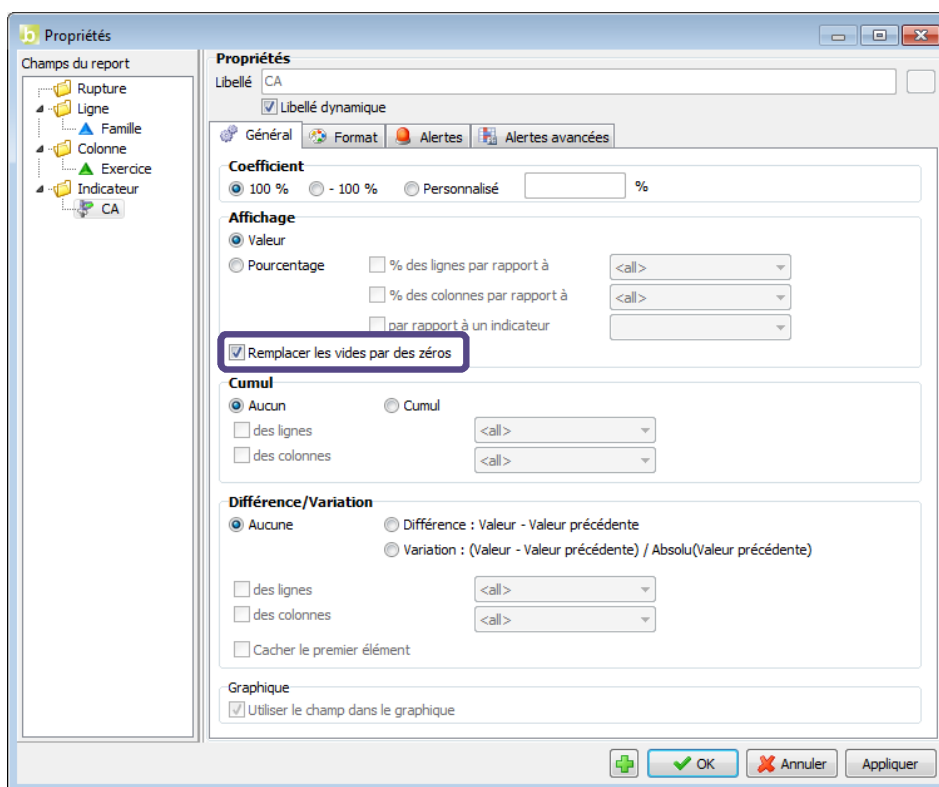 Propriétés
Champs du report
Rupture
Ligne
Famille
Colonne
Exercice
Indicateur
CA
Propriétés
Libellé CA
Libellé dynamique
Général Format Alertes Alertes avancées
Coefficient
100 % - 100 % Personnalisé %
Affichage
Valeur
Pourcentage % des lignes par rapport à <all>
% des colonnes par rapport à <all>
par rapport à un indicateur
Remplacer les vides par des zéros
Cumul
Aucun Cumul
des lignes <all>
des colonnes <all>
Différence/Variation
Aucune Différence : Valeur - Valeur précédente
Variation : (Valeur - Valeur précédente) / Absolu(Valeur précédente)
des lignes <all>
des colonnes <all>
Cacher le premier élément
Graphique
Utiliser le champ dans le graphique
OK Annuler Appliquer